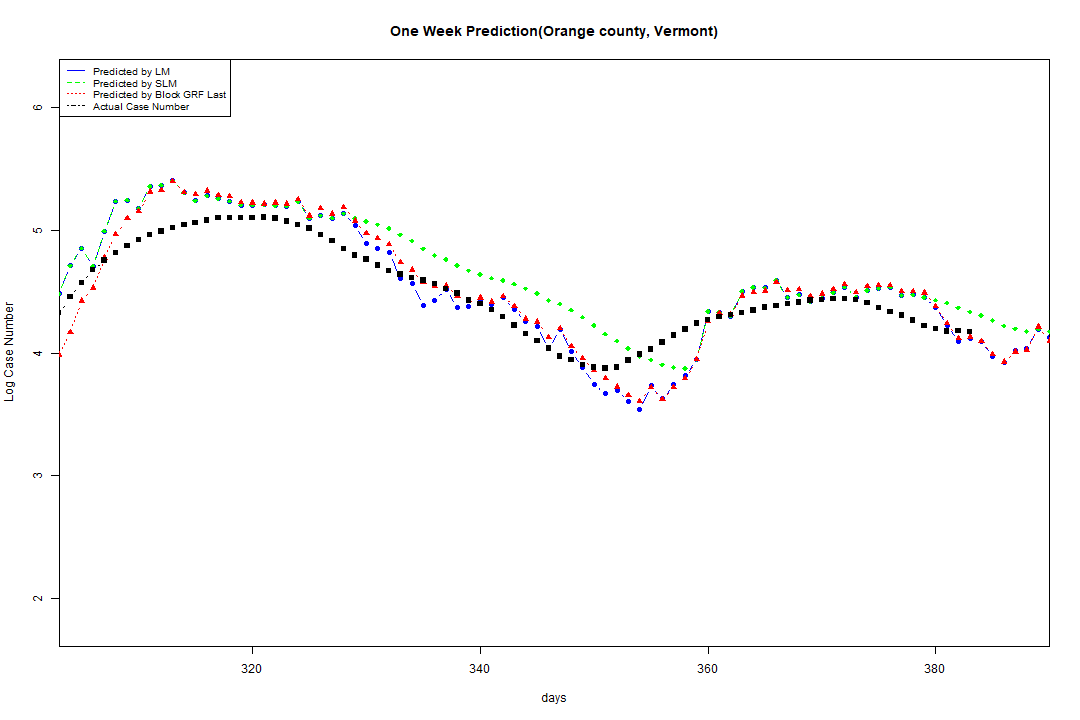 One Week Prediction(Orange county, Vermont)
Predicted by LM
Predicted by SLM
Predicted by Block GRF Last
Actual Case Number
6
5
4
3
2
Log Case Number
320 340 360 380
days